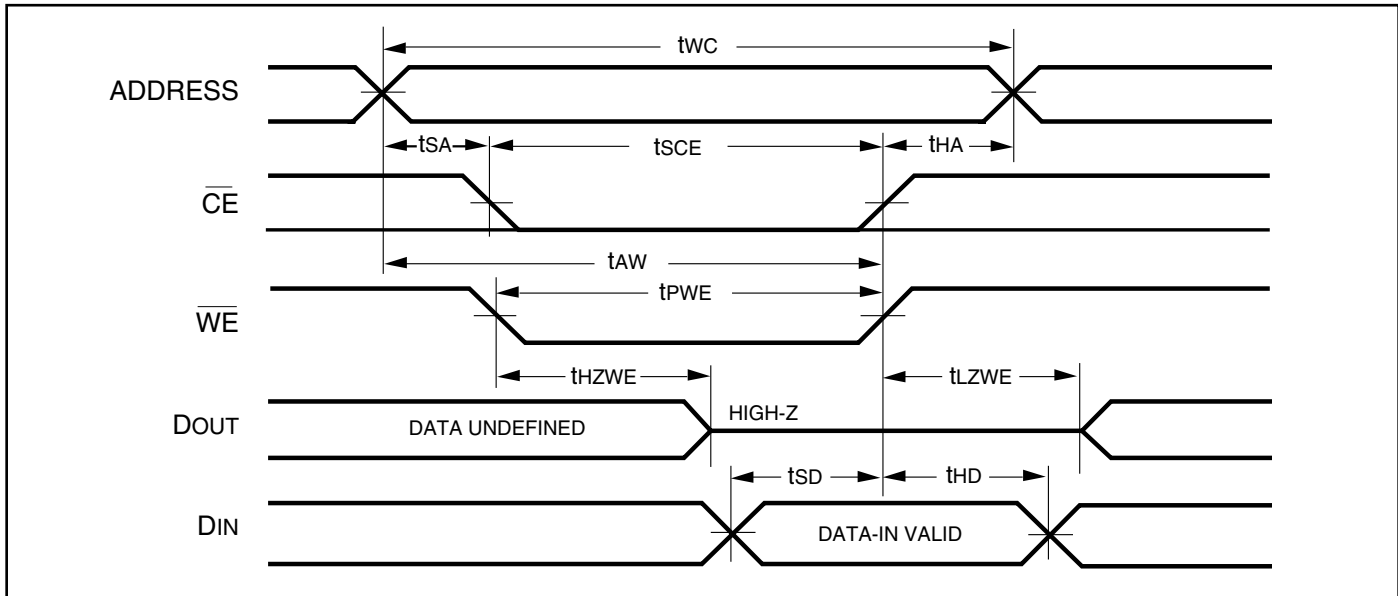 tWC
ADDRESS
tSA
tSCE
tHA
CE
tAW
tPWE
WE
tHZWE
tLZWE
DOUT
DATA UNDEFINED
HIGH-Z
tSD
tHD
DIN
DATA-IN VALID